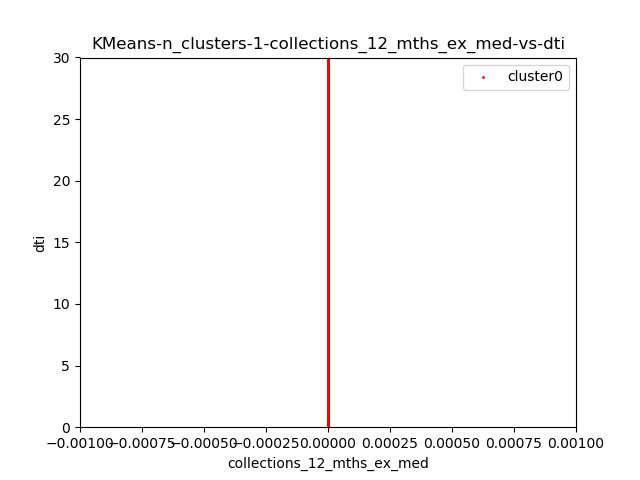 KMeans-n_clusters-1-collections_12_mths_ex_med-vs-dti
cluster0
30
25
20
15
10
5
0
dti
−0.00100 −0.00075 −0.00050 −0.00025 0.00000 0.00025 0.00050 0.00075 0.00100
collections_12_mths_ex_med